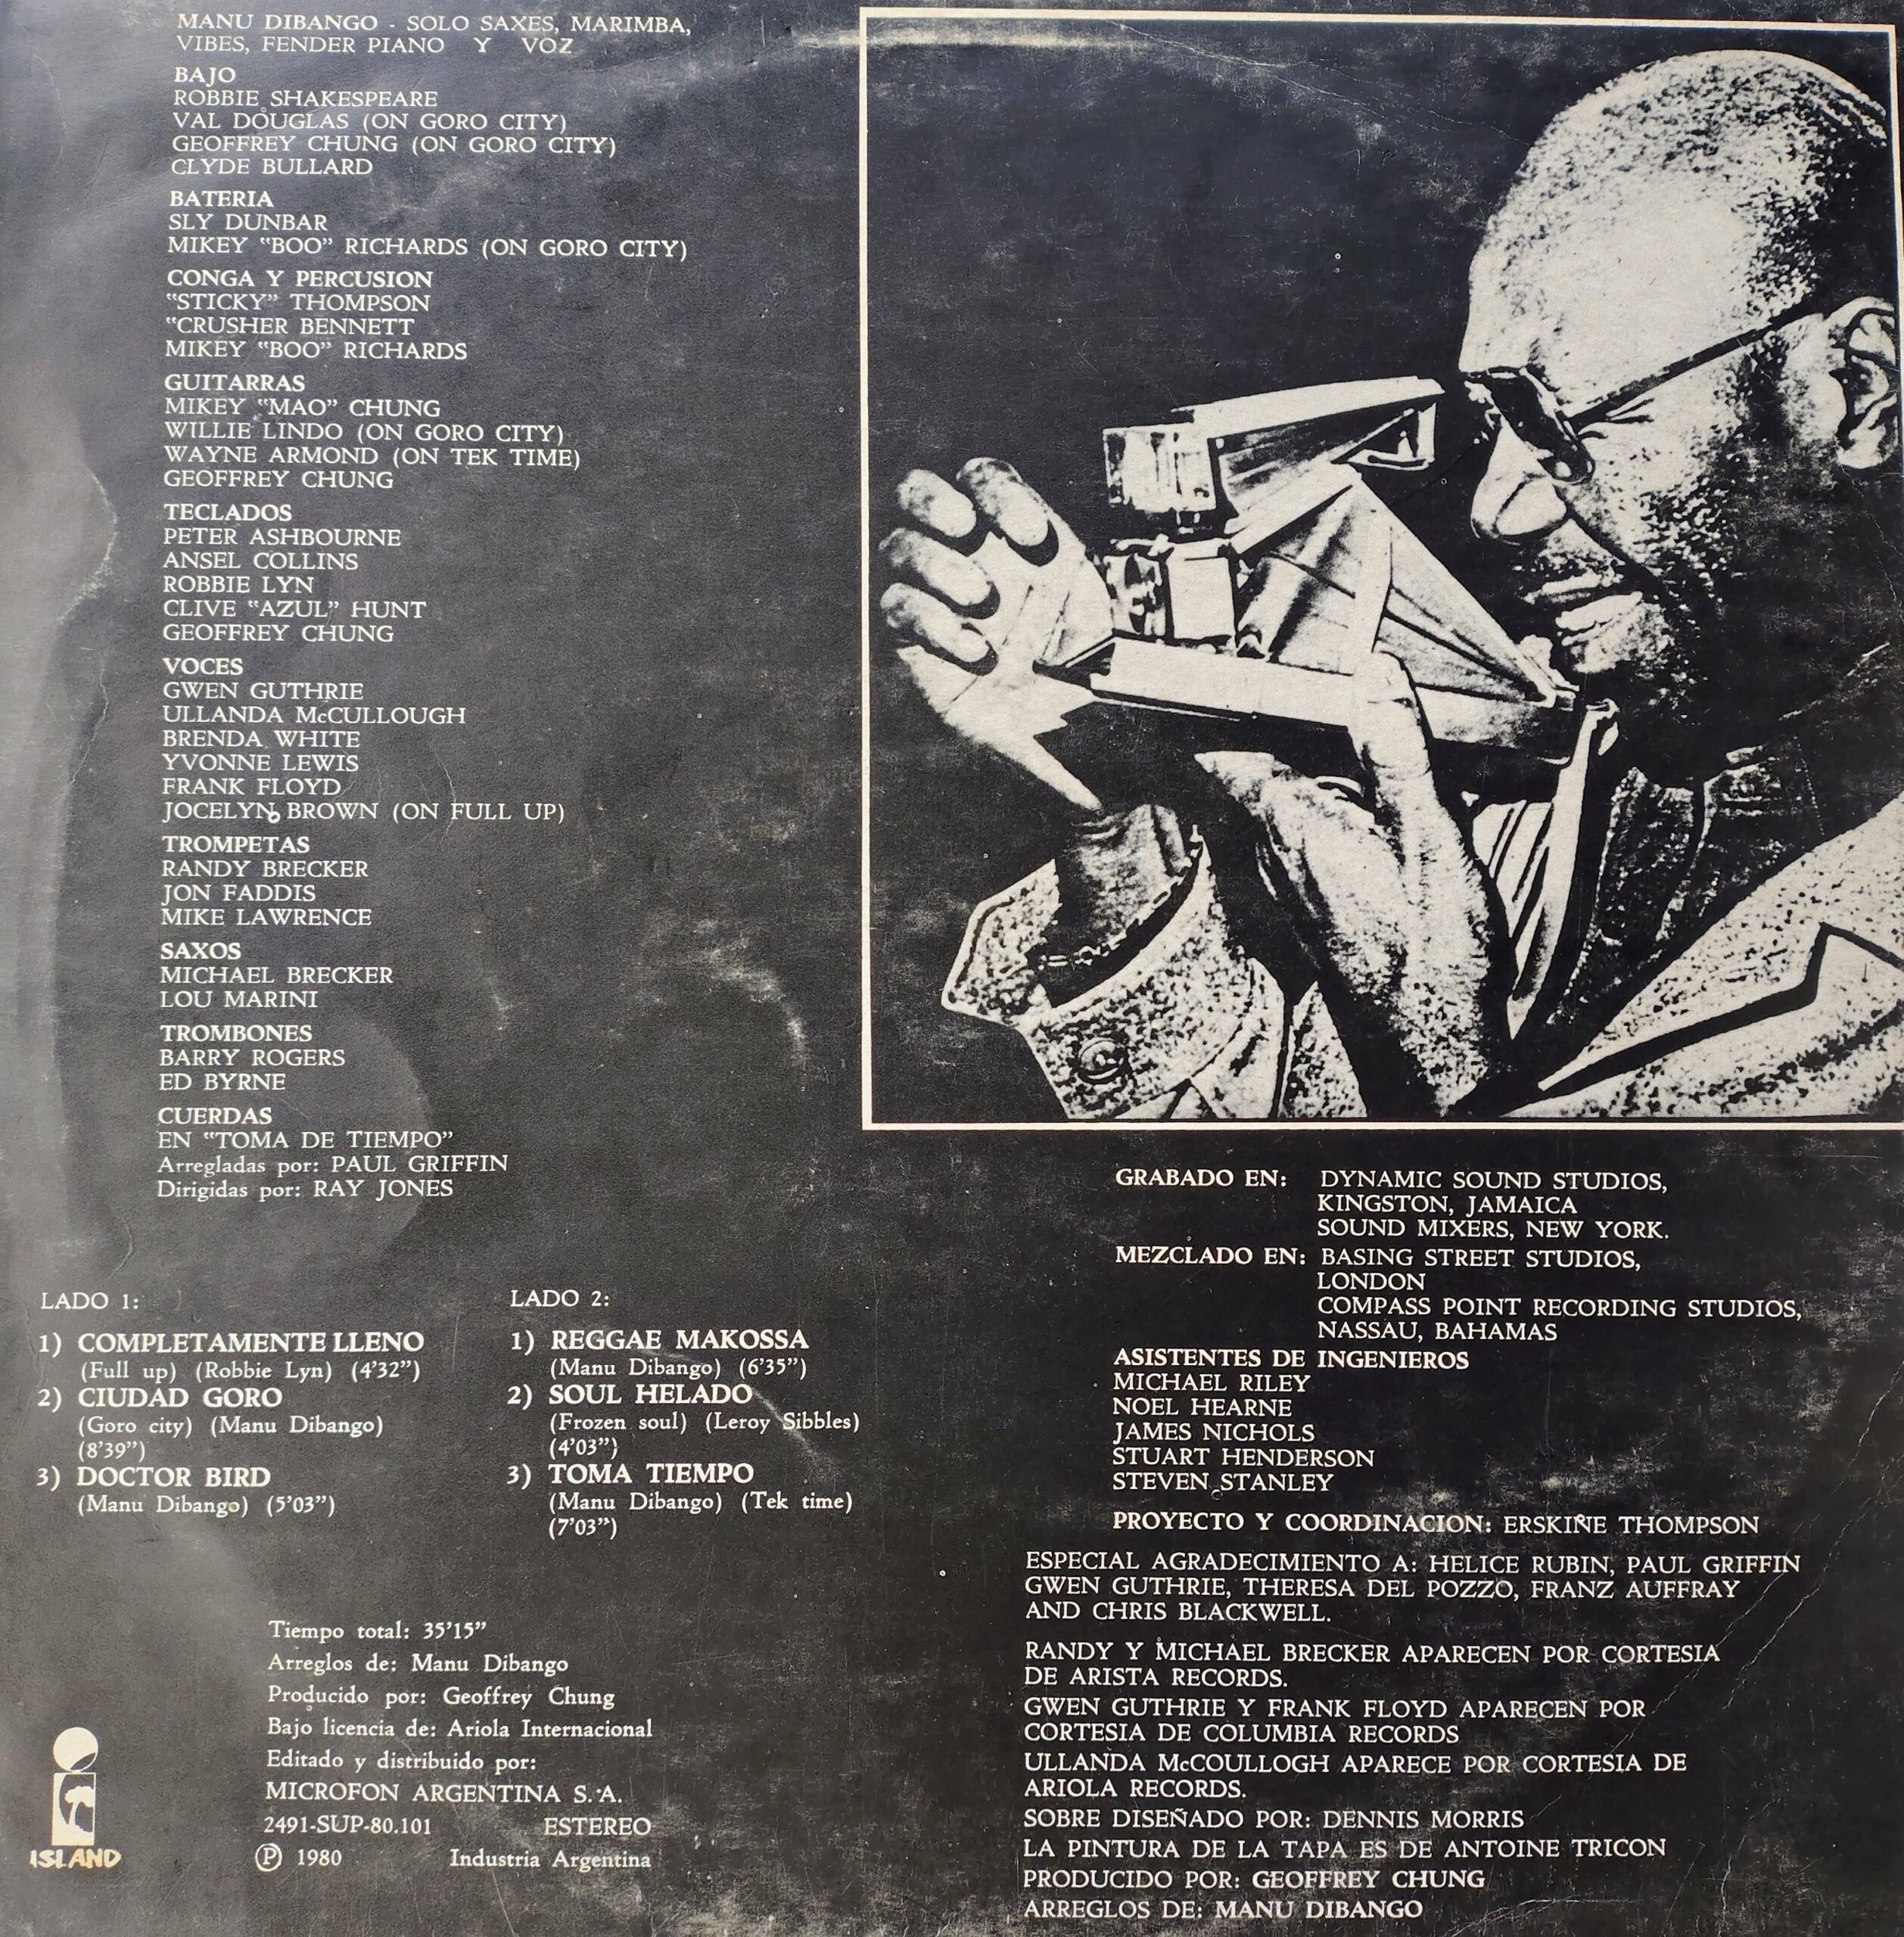 MANU DIBANGO - SOLO SAXES, MARIMBA,
VIBES, FENDER PIANO Y VOZ
BAJO
ROBBIE SHAKESPEARE
VAL DOUGLAS (ON GORO CITY)
GEOFFREY CHUNG (ON GORO CITY)
CLYDE BULLARD
BATERIA
SLY DUNBAR
MIKEY "BOO" RICHARDS (ON GORO CITY)
CONGA Y PERCUSION
"STICKY" THOMPSON
"CRUSHER BENNETT
MIKEY "BOO" RICHARDS
GUITARRAS
MIKEY "MAO" CHUNG
WILLIE LINDO (ON GORO CITY)
WAYNE ARMOND (ON TEK TIME)
GEOFFREY CHUNG
TECLADOS
PETER ASHBOURNE
ANSEL COLLINS
ROBBIE LYN
CLIVE "AZUL" HUNT
GEOFFREY CHUNG
VOCES
GWEN GUTHRIE
ULLANDA McCULLOUGH
BRENDA WHITE
YVONNE LEWIS
FRANK FLOYD
JOCELYN BROWN (ON FULL UP)
TROMPETAS
RANDY BRECKER
JON FADDIS
MIKE LAWRENCE
SAXOS
MICHAEL BRECKER
LOU MARINI
TROMBONES
BARRY ROGERS
ED BYRNE
CUERDAS
EN "TOMA DE TIEMPO"
Arregladas por: PAUL GRIFFIN
Dirigidas por: RAY JONES
LADO 1:
1) COMPLETAMENTE LLENO
(Full up) (Robbie Lyn) (4'32")
2) CIUDAD GORO
(Goro city) (Manu Dibango)
(8'39")
3) DOCTOR BIRD
(Manu Dibango) (5'03")
LADO 2:
1) REGGAE MAKOSSA
(Manu Dibango) (6'35")
2) SOUL HELADO
(Frozen soul) (Leroy Sibbles)
(4'03")
3) TOMA TIEMPO
(Manu Dibango) (Tek time)
(7'03")
Tiempo total: 35'15"
Arreglos de: Manu Dibango
Producido por: Geoffrey Chung
Bajo licencia de: Ariola Internacional
Editado y distribuido por:
MICROFON ARGENTINA S. A.
2491-SUP-80.101 ESTEREO
Ⓟ 1980 Industria Argentina
ISLAND
GRABADO EN: DYNAMIC SOUND STUDIOS,
KINGSTON, JAMAICA
SOUND MIXERS, NEW YORK.
MEZCLADO EN: BASING STREET STUDIOS,
LONDON
COMPASS POINT RECORDING STUDIOS,
NASSAU, BAHAMAS
ASISTENTES DE INGENIEROS
MICHAEL RILEY
NOEL HEARNE
JAMES NICHOLS
STUART HENDERSON
STEVEN STANLEY
PROYECTO Y COORDINACION: ERSKINE THOMPSON
ESPECIAL AGRADECIMIENTO A: HELICE RUBIN, PAUL GRIFFIN
GWEN GUTHRIE, THERESA DEL POZZO, FRANZ AUFFRAY
AND CHRIS BLACKWELL.
RANDY Y MICHAEL BRECKER APARECEN POR CORTESIA
DE ARISTA RECORDS.
GWEN GUTHRIE Y FRANK FLOYD APARECEN POR
CORTESIA DE COLUMBIA RECORDS
ULLANDA McCOULLOGH APARECE POR CORTESIA DE
ARIOLA RECORDS.
SOBRE DISEÑADO POR: DENNIS MORRIS
LA PINTURA DE LA TAPA ES DE ANTOINE TRICON
PRODUCIDO POR: GEOFFREY CHUNG
ARREGLOS DE: MANU DIBANGO